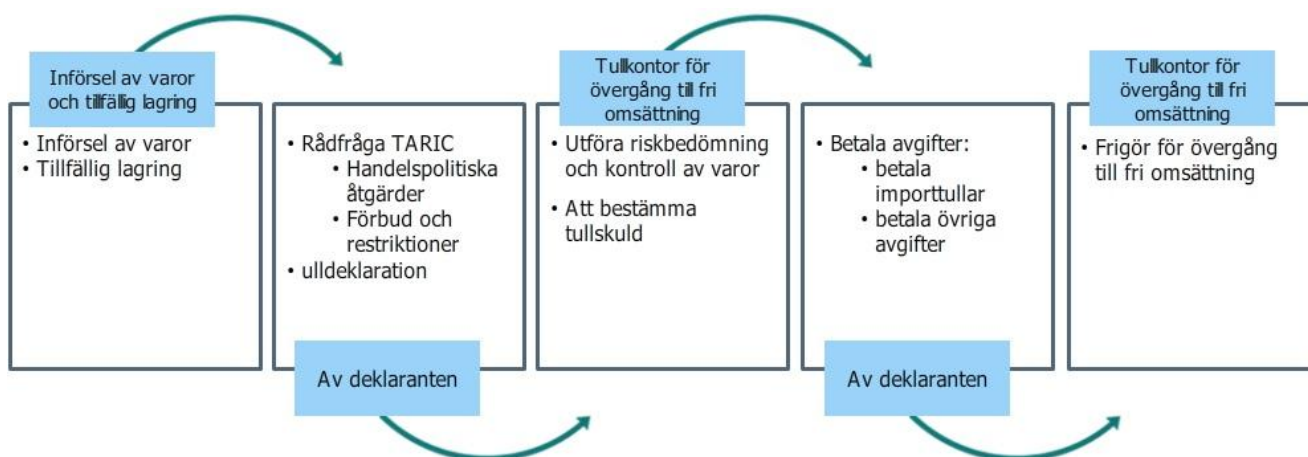 Införsel av varor
och tillfällig lagring
• Införsel av varor
• Tillfällig lagring
• Rådfråga TARIC
• Handelspolitiska
åtgärder
• Förbud och
restriktioner
• ulldeklaration
Av deklaranten
Tullkontor för
övergång till fri
omsättning
• Utföra riskbedömning
och kontroll av varor
• Att bestämma
tullskuld
• Betala avgifter:
• betala
importtullar
• betala övriga
avgifter
Av deklaranten
Tullkontor för
övergång till fri
omsättning
• Frigör för övergång
till fri omsättning